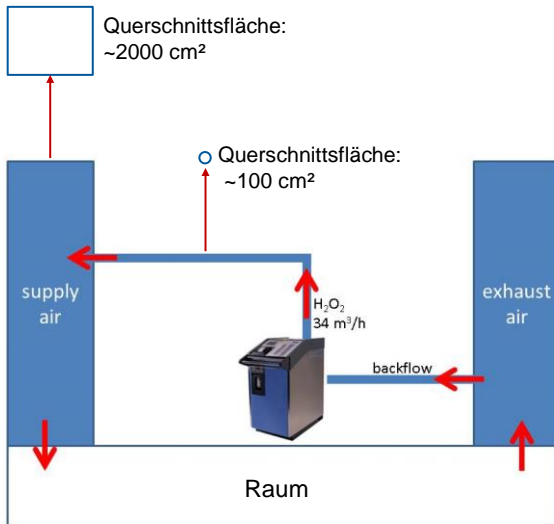 Querschnittsfläche:
~2000 cm²
Querschnittsfläche:
~100 cm²
supply
air
H₂O₂
34 m³/h
exhaust
air
backflow
Raum